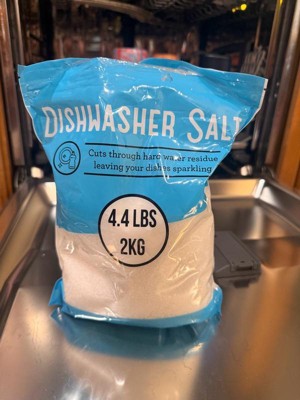 DISHWASHER SALT
Cuts through hard water residue
leaving your dishes sparkling
4.4 LBS
2KG